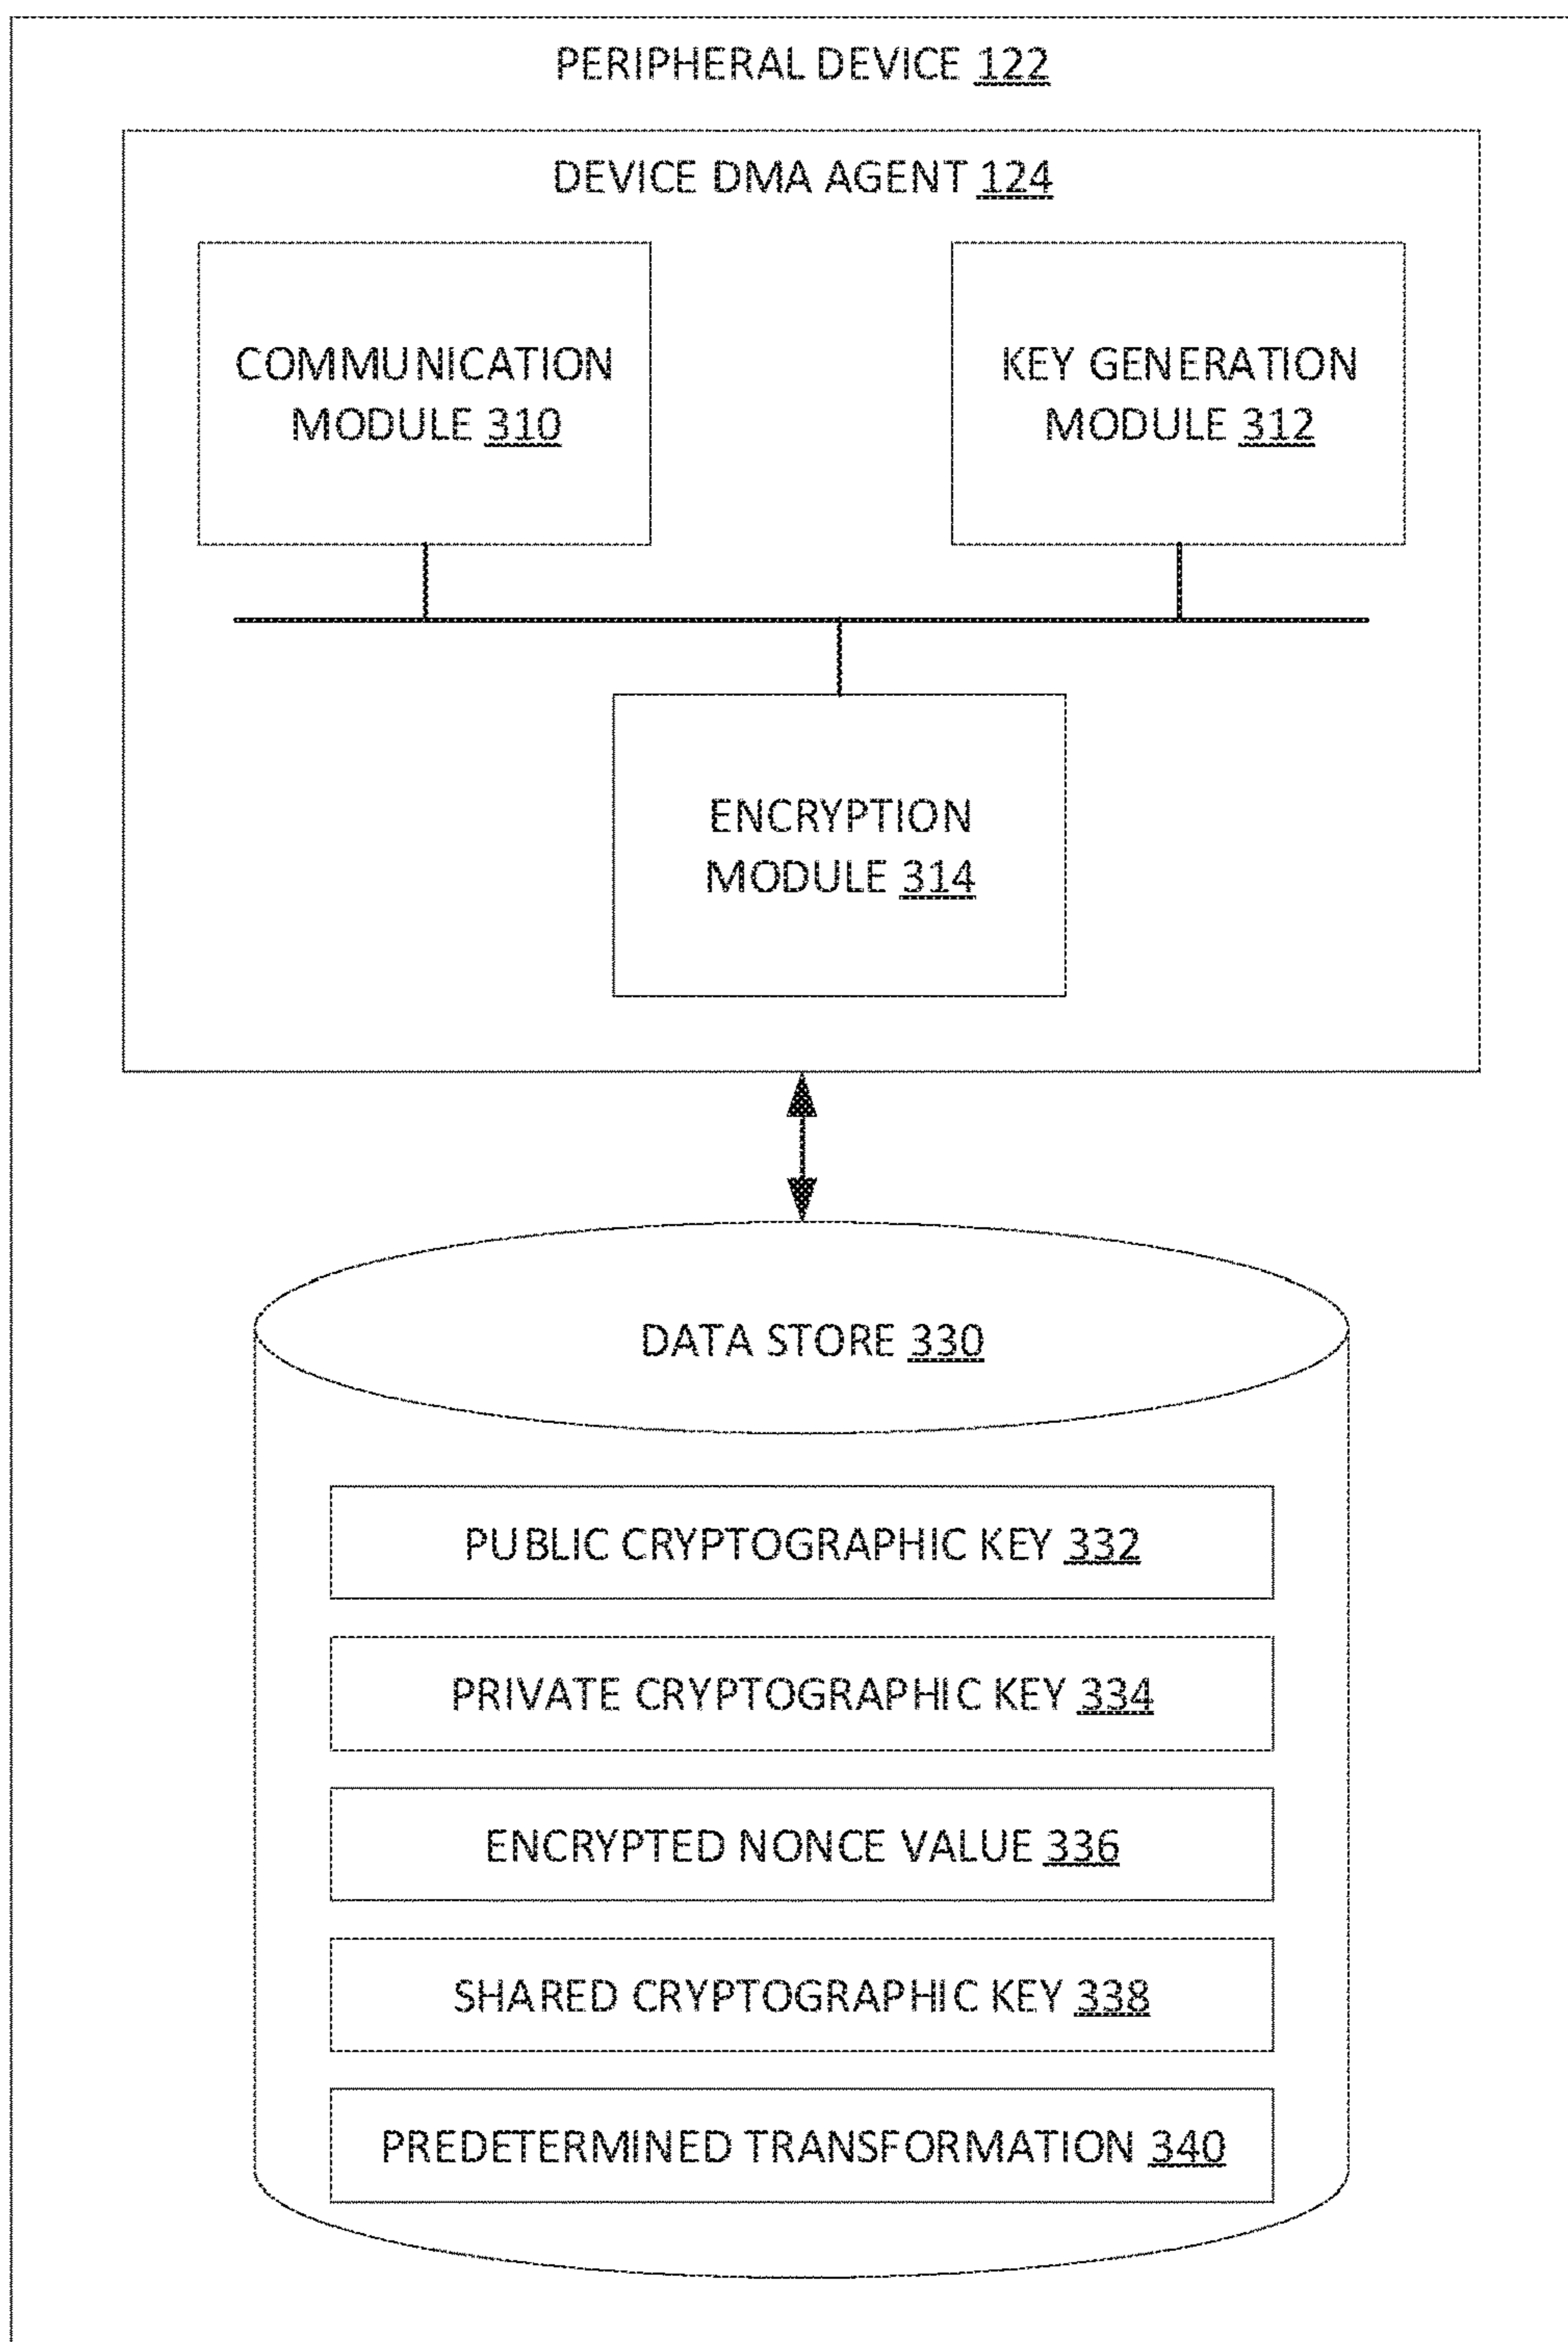 PERIPHERAL DEVICE 122
DEVICE DMA AGENT 124
COMMUNICATION
MODULE 310
KEY GENERATION
MODULE 312
ENCRYPTION
MODULE 314
DATA STORE 330
PUBLIC CRYPTOGRAPHIC KEY 332
PRIVATE CRYPTOGRAPHIC KEY 334
ENCRYPTED NONCE VALUE 336
SHARED CRYPTOGRAPHIC KEY 338
PREDETERMINED TRANSFORMATION 340